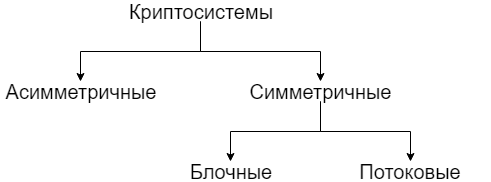 Криптосистемы
Асимметричные
Симметричные
Блочные
Потоковые